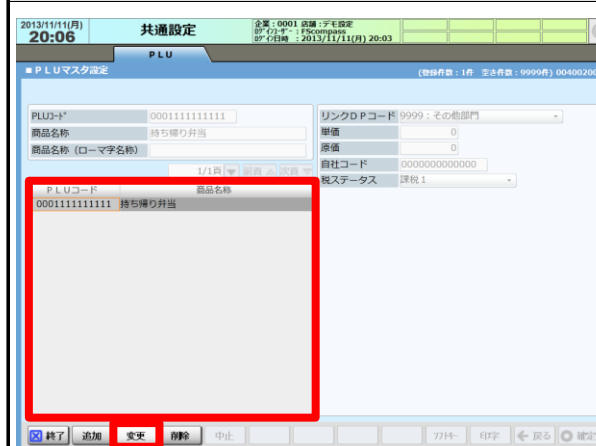 2013/11/11(月)
20:06
共通設定
企業：0001 店舗：デモ設定
ﾛｸﾞｲﾝﾕｰｻﾞｰ：FScompass
ﾛｸﾞｲﾝ日時 ：2013/11/11(月) 20:03
PLU
■ＰＬＵマスタ設定
(登録件数：1件 空き件数：9999件) 00400200
PLUｺｰﾄﾞ 0001111111111
商品名称 持ち帰り弁当
商品名称（ローマ字名称）
リンクＤＰコード 9999：その他部門
単価 0
原価 0
自社コード 0000000000000
税ステータス 課税１
1/1頁 前頁 次頁
ＰＬＵコード 商品名称
0001111111111 持ち帰り弁当
終了 追加 変更 削除 中止 ｿﾌﾄｷｰ 印字 戻る 確定